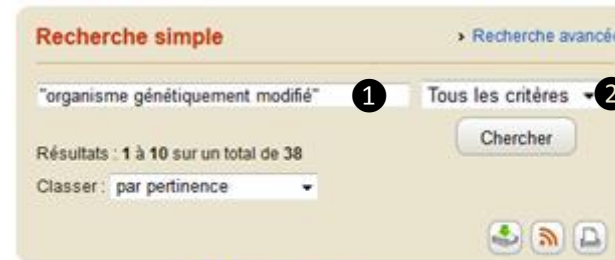 Recherche simple
Recherche avancée
"organisme génétiquement modifié" 1 Tous les critères 2
Chercher
Résultats : 1 à 10 sur un total de 38
Classer : par pertinence